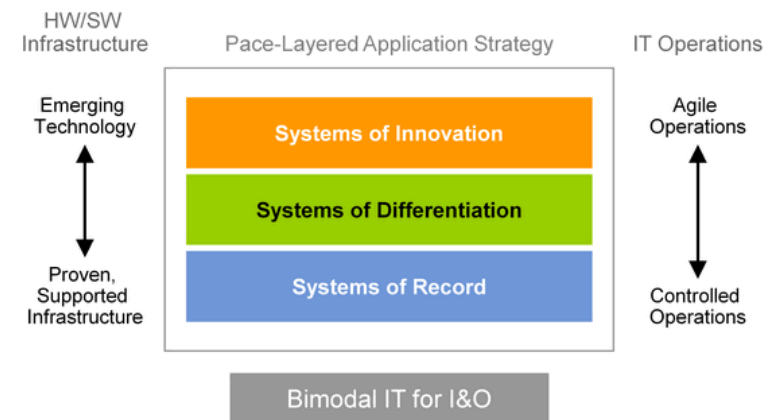 HW/SW
Infrastructure
Pace-Layered Application Strategy
IT Operations
Emerging
Technology
Systems of Innovation
Agile
Operations
Systems of Differentiation
Proven,
Supported
Infrastructure
Systems of Record
Controlled
Operations
Bimodal IT for I&O